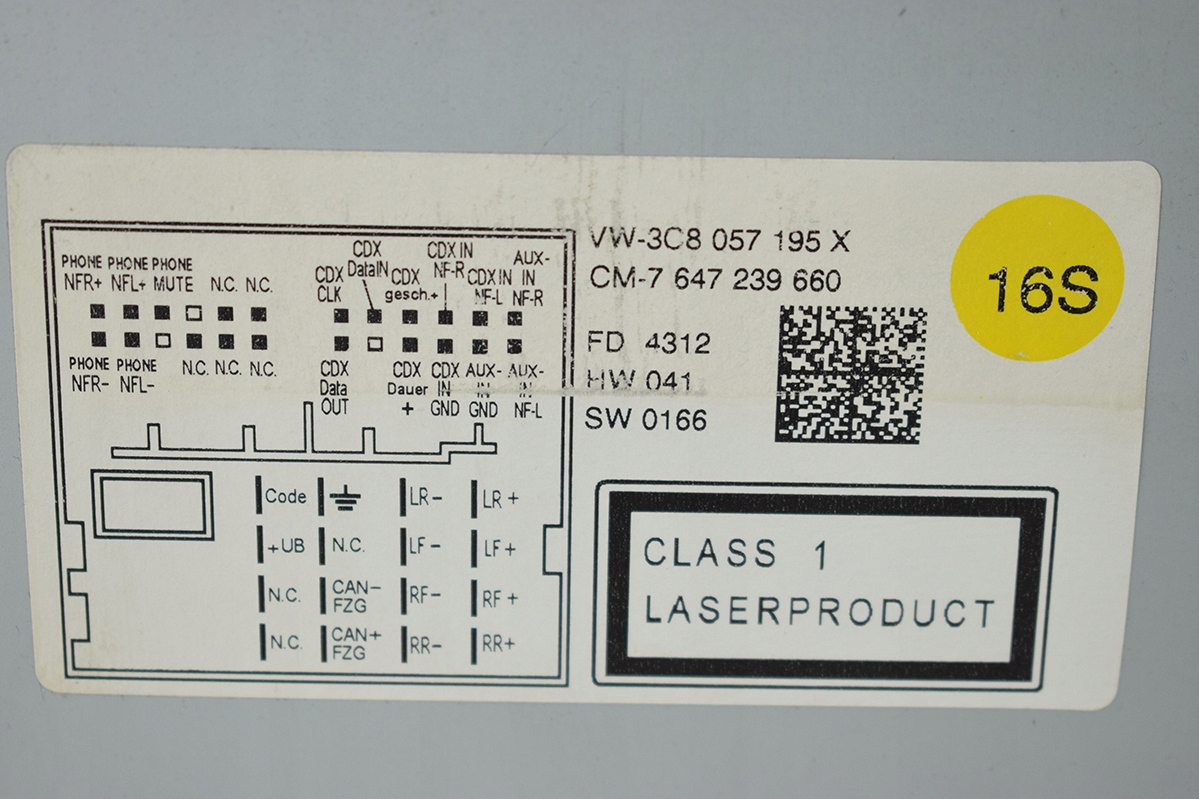 VW-3C8 057 195 X
CM-7 647 239 660
FD 4312
HW 041
SW 0166
16S
CDX CDX IN AUX-
PHONE PHONE PHONE CDX DataIN CDX NF-R CDX IN IN
NFR+ NFL+ MUTE N.C. N.C. CLK gesch.+ NF-L NF-R
PHONE PHONE N.C. N.C. N.C. CDX CDX CDX AUX- AUX-
NFR- NFL- Data Dauer IN IN IN
OUT + GND GND NF-L
Code LR- LR+
+UB N.C. LF- LF+
N.C. CAN- FZG RF- RF+
N.C. CAN+ FZG RR- RR+
CLASS 1
LASERPRODUCT